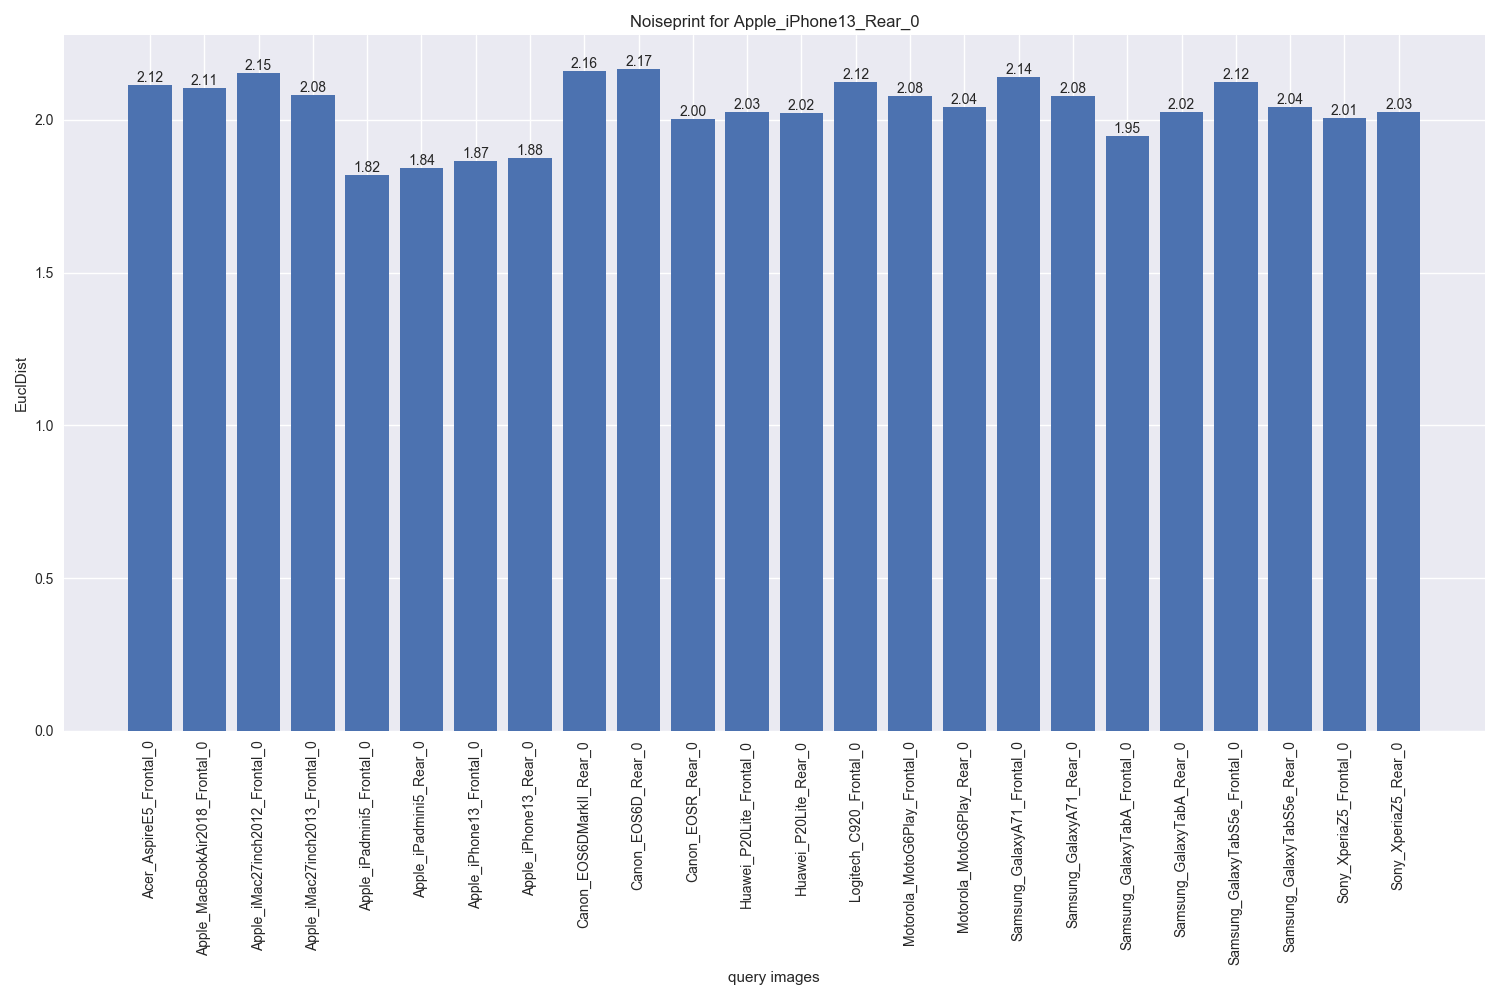 Noiseprint for Apple_iPhone13_Rear_0
2.12
2.11
2.15
2.08
1.82
1.84
1.87
1.88
2.16
2.17
2.00
2.03
2.02
2.12
2.08
2.04
2.14
2.08
1.95
2.02
2.12
2.04
2.01
2.03
EuclDist
2.0
1.5
1.0
0.5
0.0
Acer_AspireE5_Frontal_0
Apple_MacBookAir2018_Frontal_0
Apple_iMac27inch2012_Frontal_0
Apple_iMac27inch2013_Frontal_0
Apple_iPadmini5_Frontal_0
Apple_iPadmini5_Rear_0
Apple_iPhone13_Frontal_0
Apple_iPhone13_Rear_0
Canon_EOS6DMarkII_Rear_0
Canon_EOS6D_Rear_0
Canon_EOSR_Rear_0
Huawei_P20Lite_Frontal_0
Huawei_P20Lite_Rear_0
Logitech_C920_Frontal_0
Motorola_MotoG6Play_Frontal_0
Motorola_MotoG6Play_Rear_0
Samsung_GalaxyA71_Frontal_0
Samsung_GalaxyA71_Rear_0
Samsung_GalaxyTabA_Frontal_0
Samsung_GalaxyTabA_Rear_0
Samsung_GalaxyTabS5e_Frontal_0
Samsung_GalaxyTabS5e_Rear_0
Sony_XperiaZ5_Frontal_0
Sony_XperiaZ5_Rear_0
query images